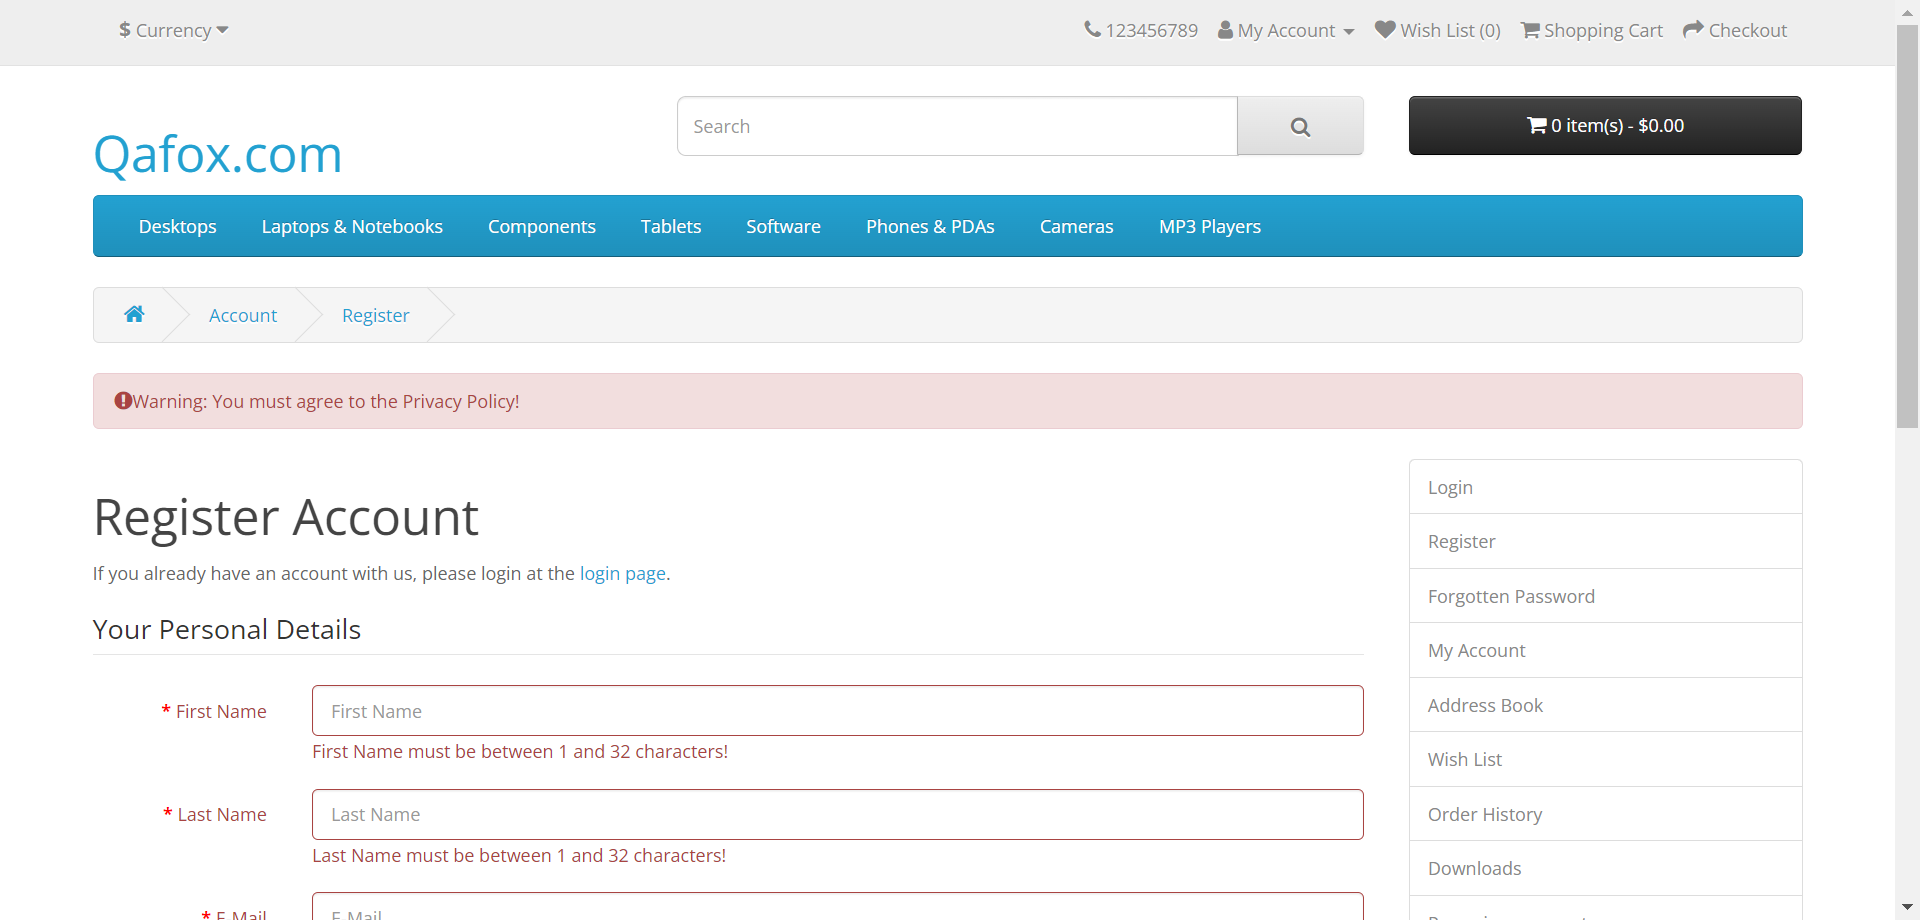 $ Currency
123456789 My Account Wish List (0) Shopping Cart Checkout
Qafox.com
Search
0 item(s) - $0.00
Desktops Laptops & Notebooks Components Tablets Software Phones & PDAs Cameras MP3 Players
Account Register
Warning: You must agree to the Privacy Policy!
Register Account
If you already have an account with us, please login at the login page.
Your Personal Details
* First Name
First Name
First Name must be between 1 and 32 characters!
* Last Name
Last Name
Last Name must be between 1 and 32 characters!
* E-Mail
E-Mail
Login
Register
Forgotten Password
My Account
Address Book
Wish List
Order History
Downloads